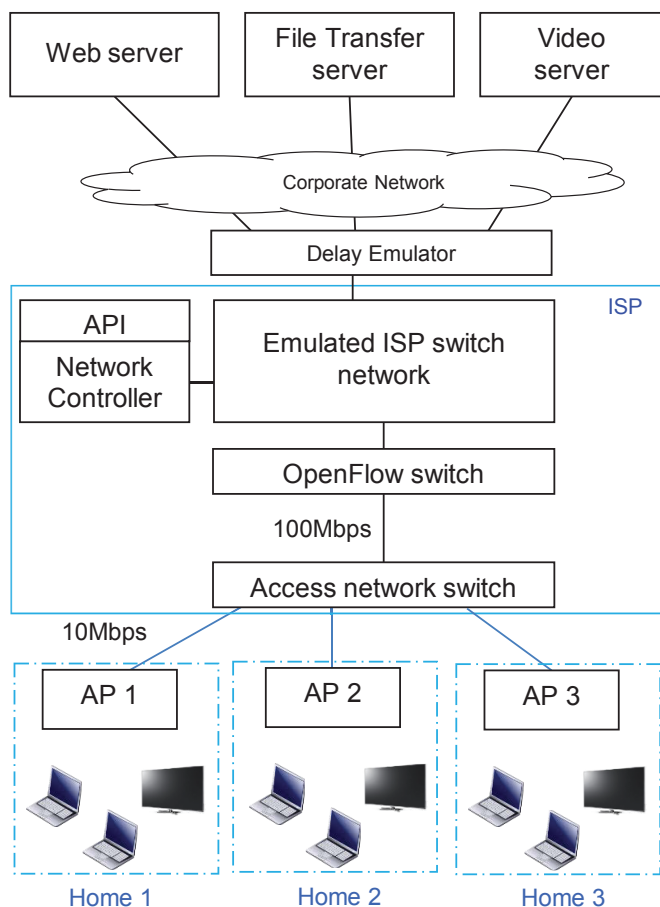 Web server
File Transfer
server
Video
server
Corporate Network
Delay Emulator
ISP
API
Network
Controller
Emulated ISP switch
network
OpenFlow switch
100Mbps
Access network switch
10Mbps
AP 1
AP 2
AP 3
Home 1
Home 2
Home 3